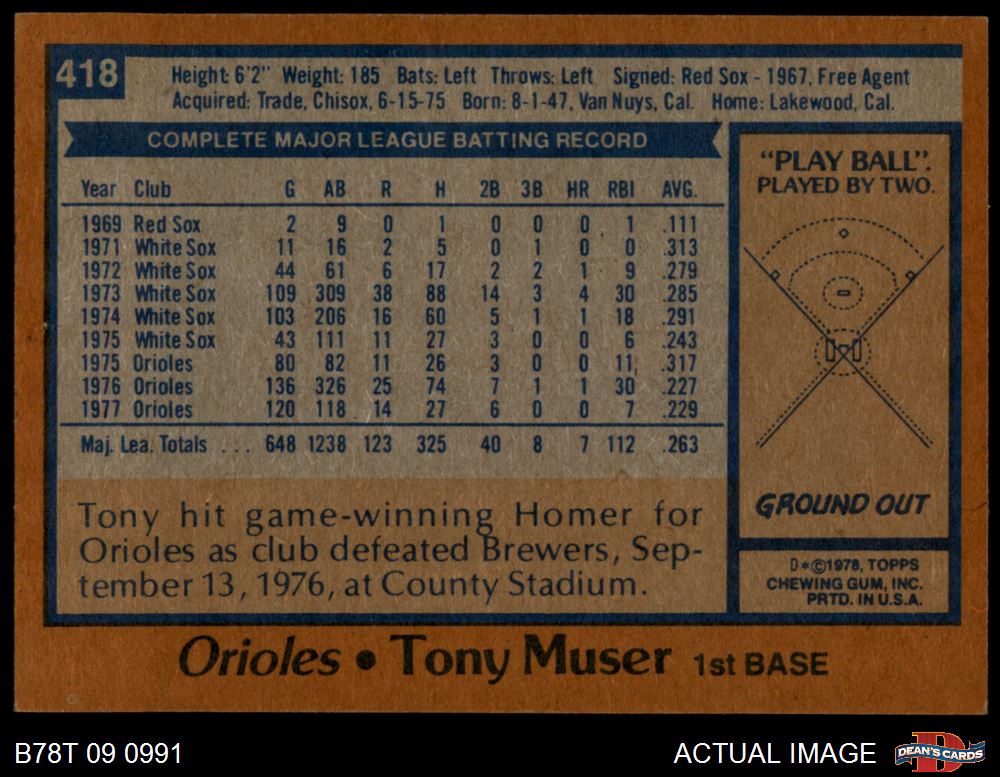 418
Height: 6'2" Weight: 185 Bats: Left Throws: Left Signed: Red Sox - 1967, Free Agent
Acquired: Trade, Chisox, 6-15-75 Born: 8-1-47, Van Nuys, Cal. Home: Lakewood, Cal.
COMPLETE MAJOR LEAGUE BATTING RECORD
Year Club G AB R H 2B 3B HR RBI AVG.
1969 Red Sox 2 9 0 1 0 0 0 1 .111
1971 White Sox 11 16 2 5 0 1 0 0 .313
1972 White Sox 44 61 6 17 2 2 1 9 .279
1973 White Sox 109 309 38 88 14 3 4 30 .285
1974 White Sox 103 206 16 60 5 1 1 18 .291
1975 White Sox 43 111 11 27 3 0 0 6 .243
1975 Orioles 80 82 11 26 3 0 0 11 .317
1976 Orioles 136 326 25 74 7 1 1 30 .227
1977 Orioles 120 118 14 27 6 0 0 7 .229
Maj. Lea. Totals ... 648 1238 123 325 40 8 7 112 .263
Tony hit game-winning Homer for
Orioles as club defeated Brewers, Sep-
tember 13, 1976, at County Stadium.
"PLAY BALL".
PLAYED BY TWO.
GROUND OUT
D*©1978, TOPPS
CHEWING GUM, INC.
PRTD. IN U.S.A.
Orioles • Tony Muser 1st BASE
B78T 09 0991
ACTUAL IMAGE
D
DEAN'S CARDS